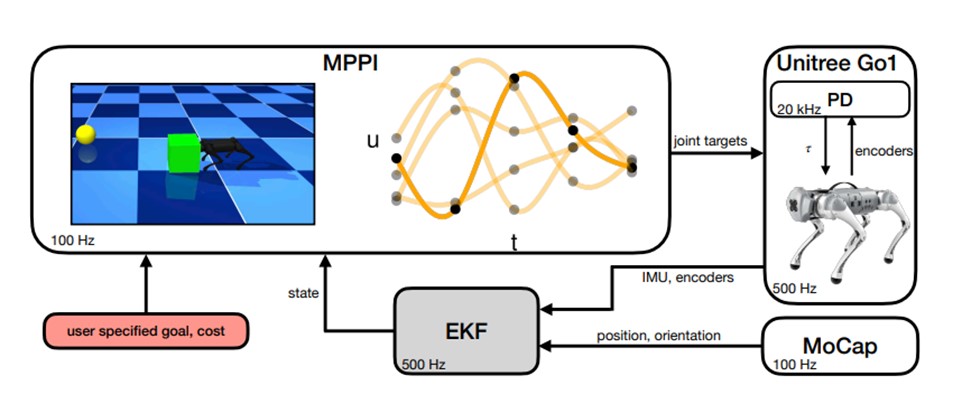 MPPI
u
t
100 Hz
joint targets
Unitree Go1
PD
20 kHz
τ
encoders
500 Hz
IMU, encoders
state
user specified goal, cost
EKF
500 Hz
position, orientation
MoCap
100 Hz